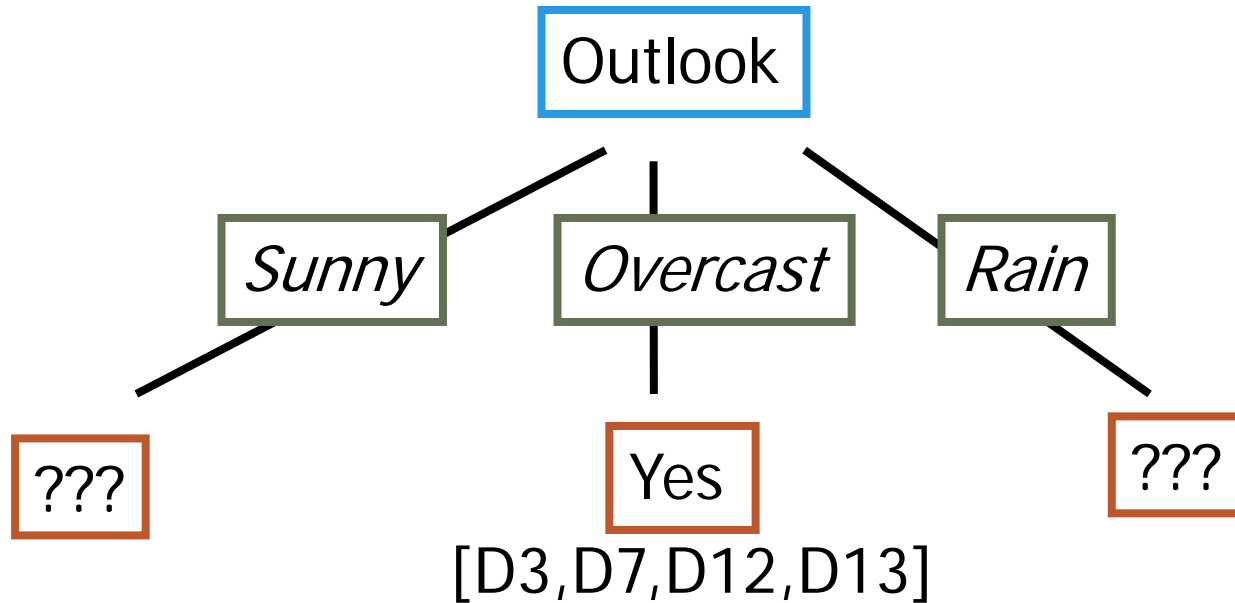 Outlook
Sunny
Overcast
Rain
???
Yes
???
[D3,D7,D12,D13]